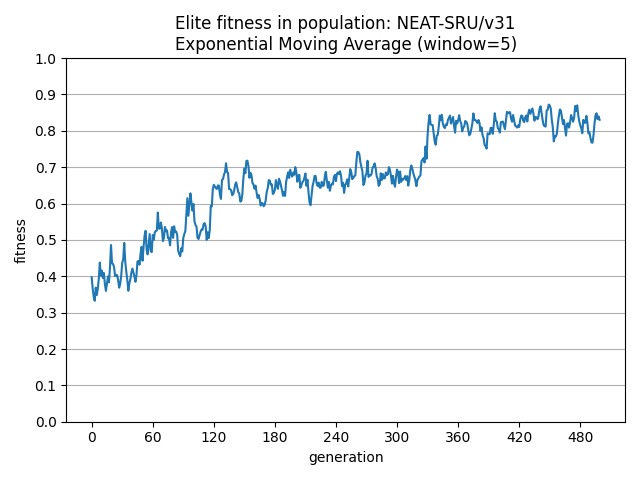 Elite fitness in population: NEAT-SRU/v31
Exponential Moving Average (window=5)
1.0
0.9
0.8
0.7
0.6
0.5
0.4
0.3
0.2
0.1
0.0
fitness
0 60 120 180 240 300 360 420 480
generation